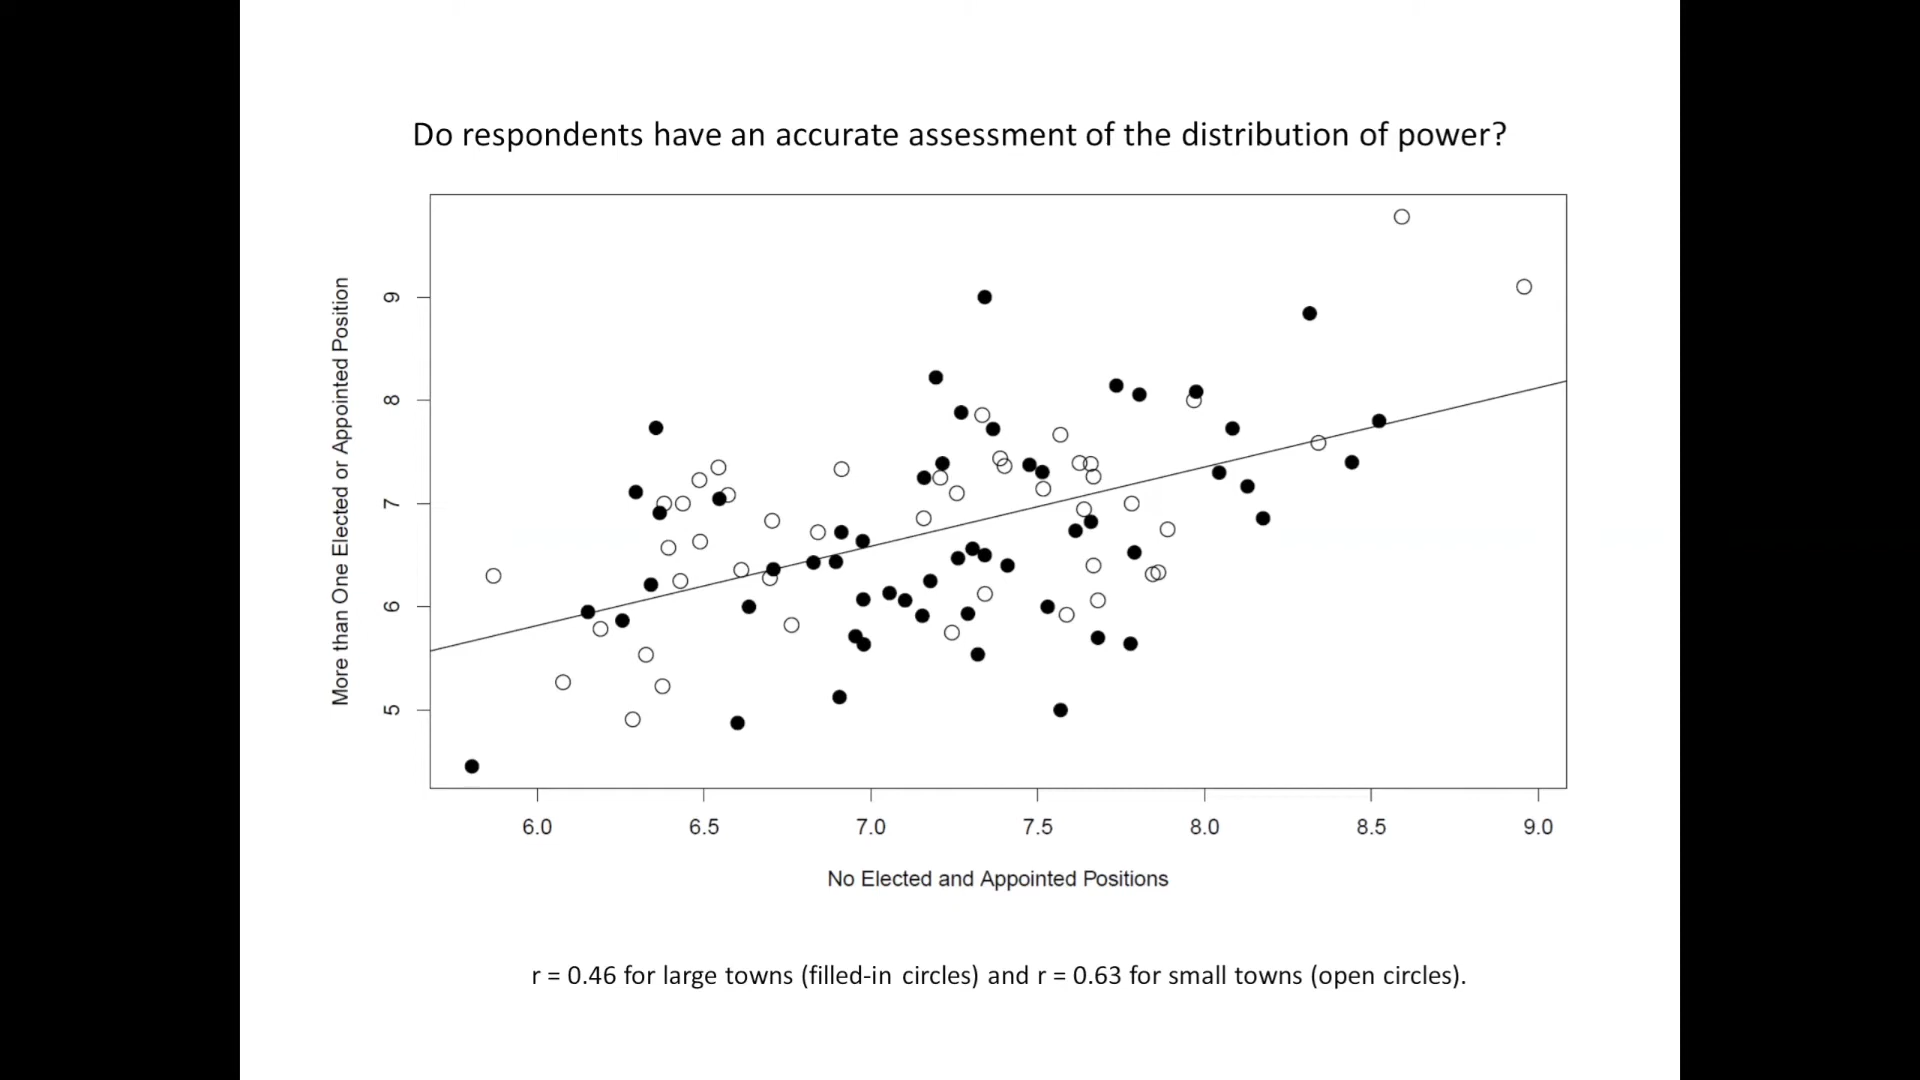 Do respondents have an accurate assessment of the distribution of power?
More than One Elected or Appointed Position
9
8
7
6
5
6.0 6.5 7.0 7.5 8.0 8.5 9.0
No Elected and Appointed Positions
r = 0.46 for large towns (filled-in circles) and r = 0.63 for small towns (open circles).